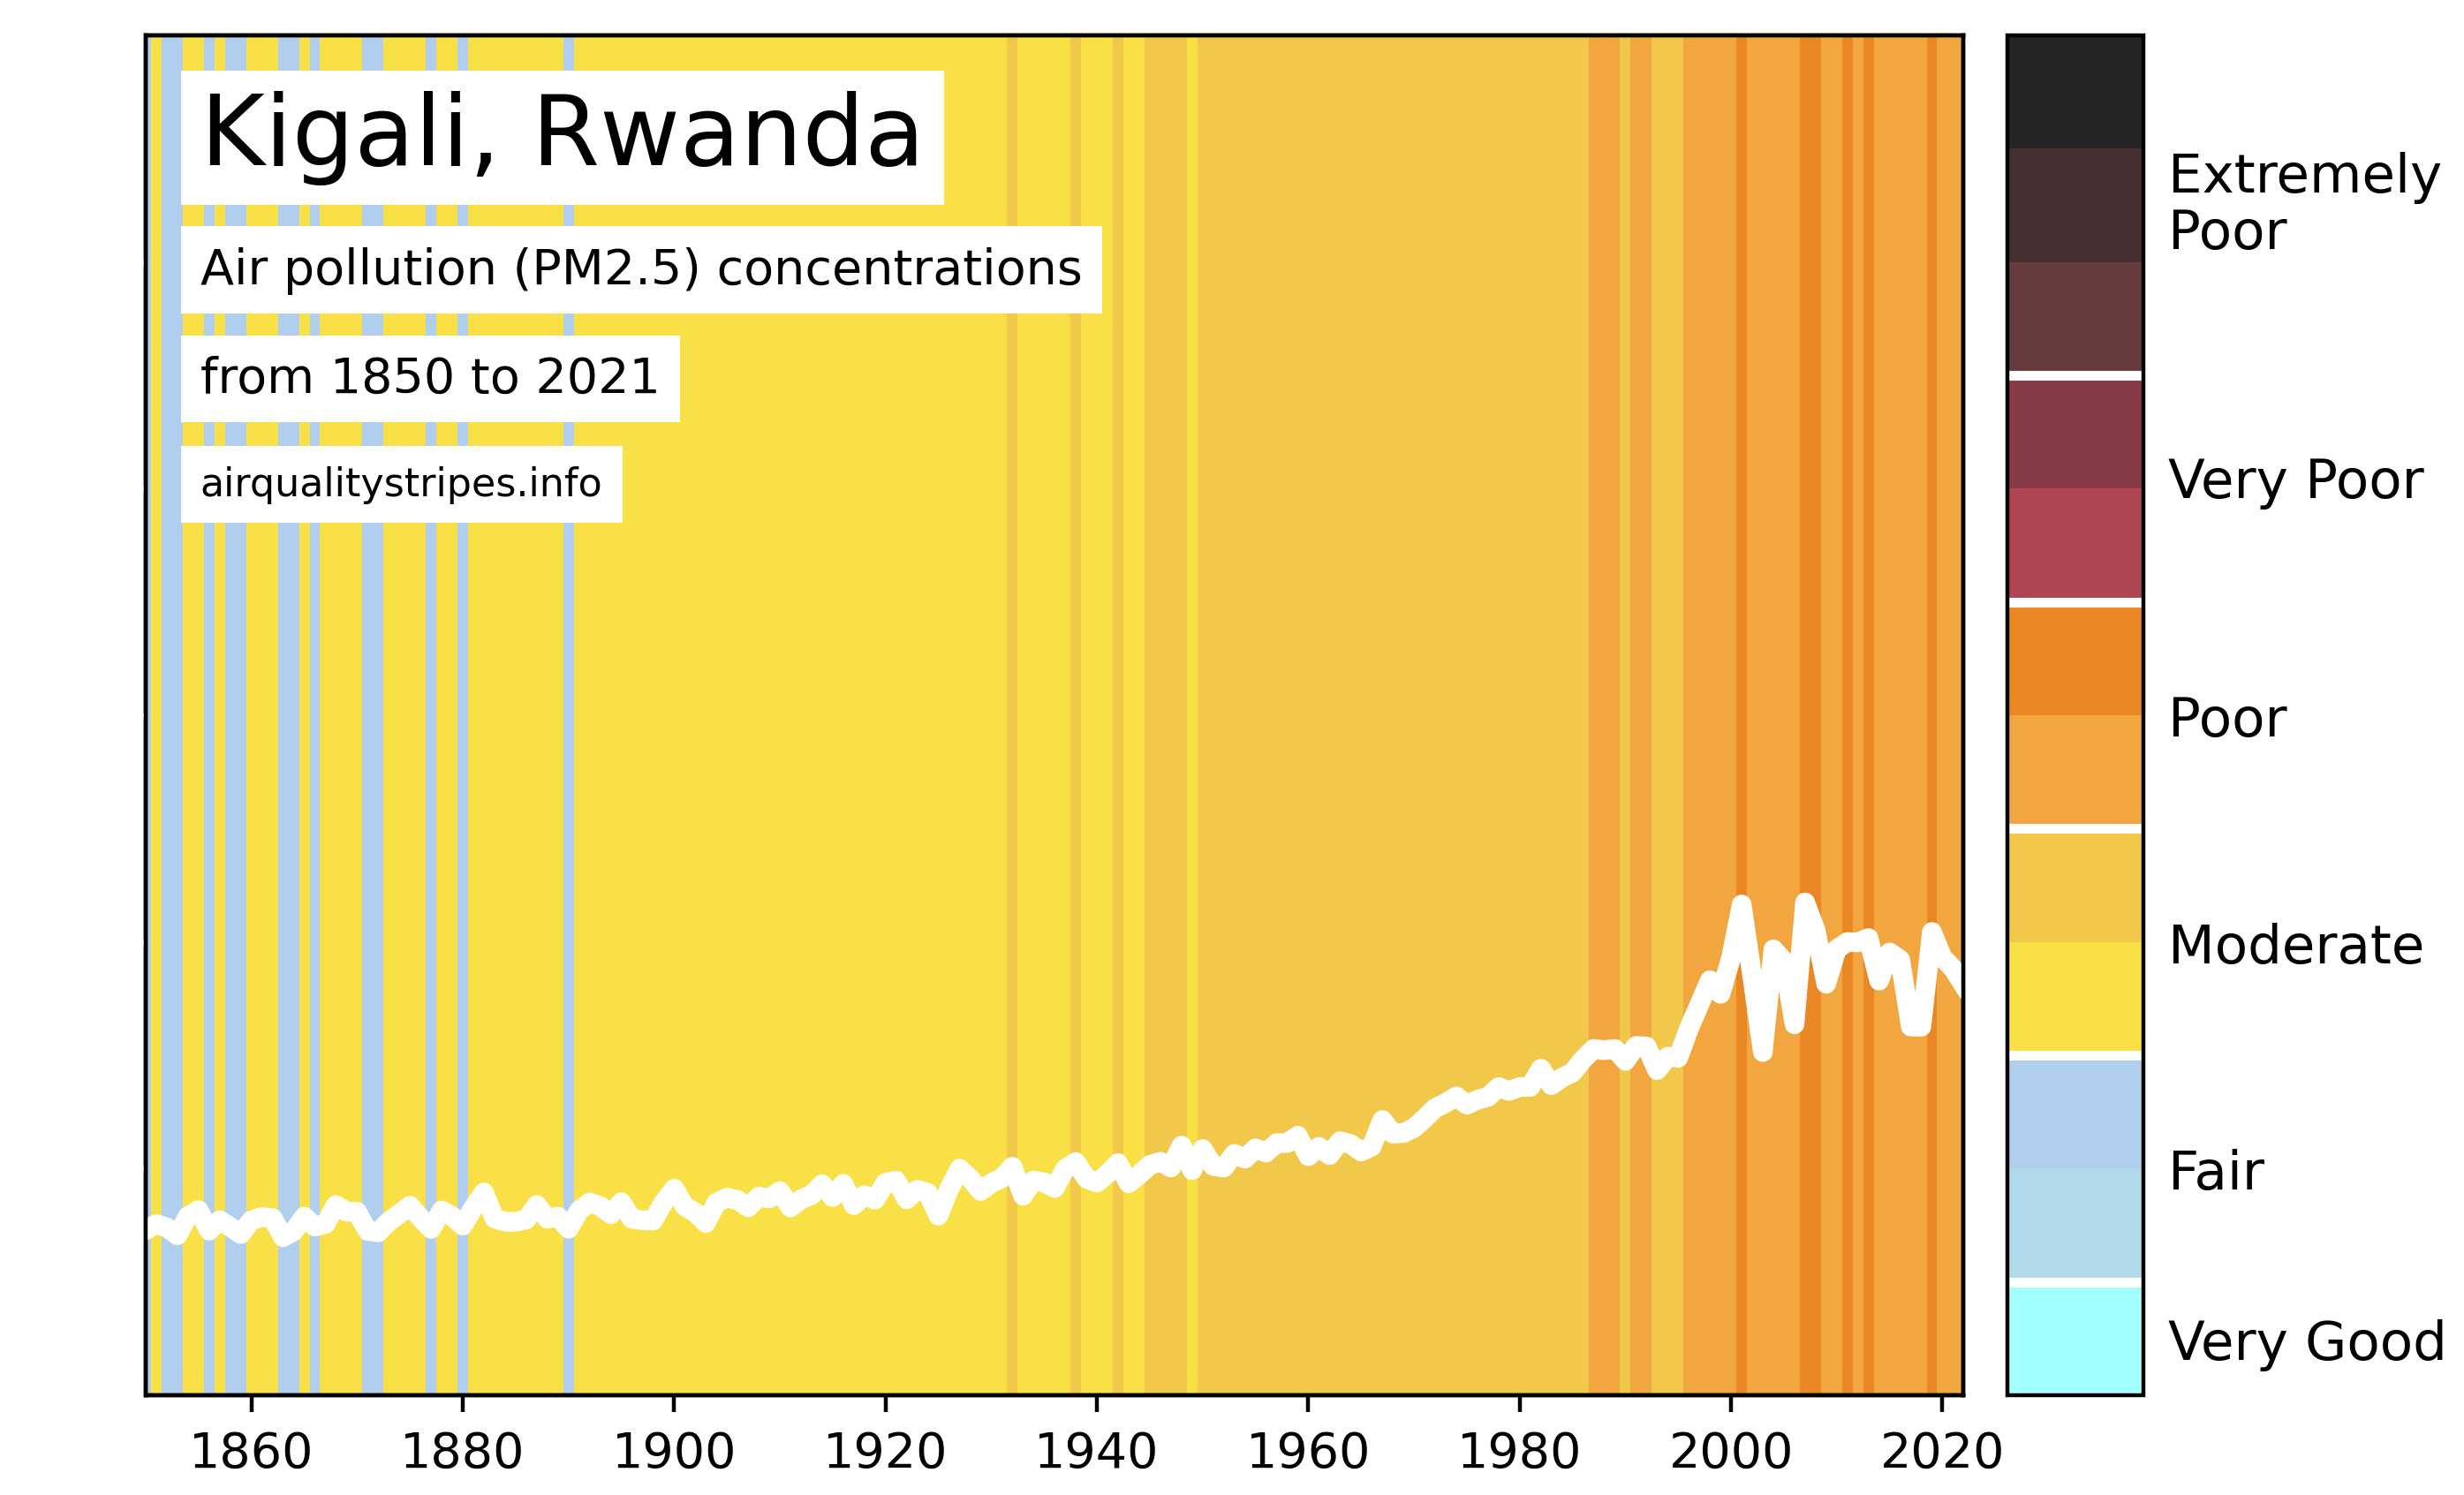 Kigali, Rwanda
Air pollution (PM2.5) concentrations
from 1850 to 2021
airqualitystripes.info
Extremely
Poor
Very Poor
Poor
Moderate
Fair
Very Good
1860 1880 1900 1920 1940 1960 1980 2000 2020